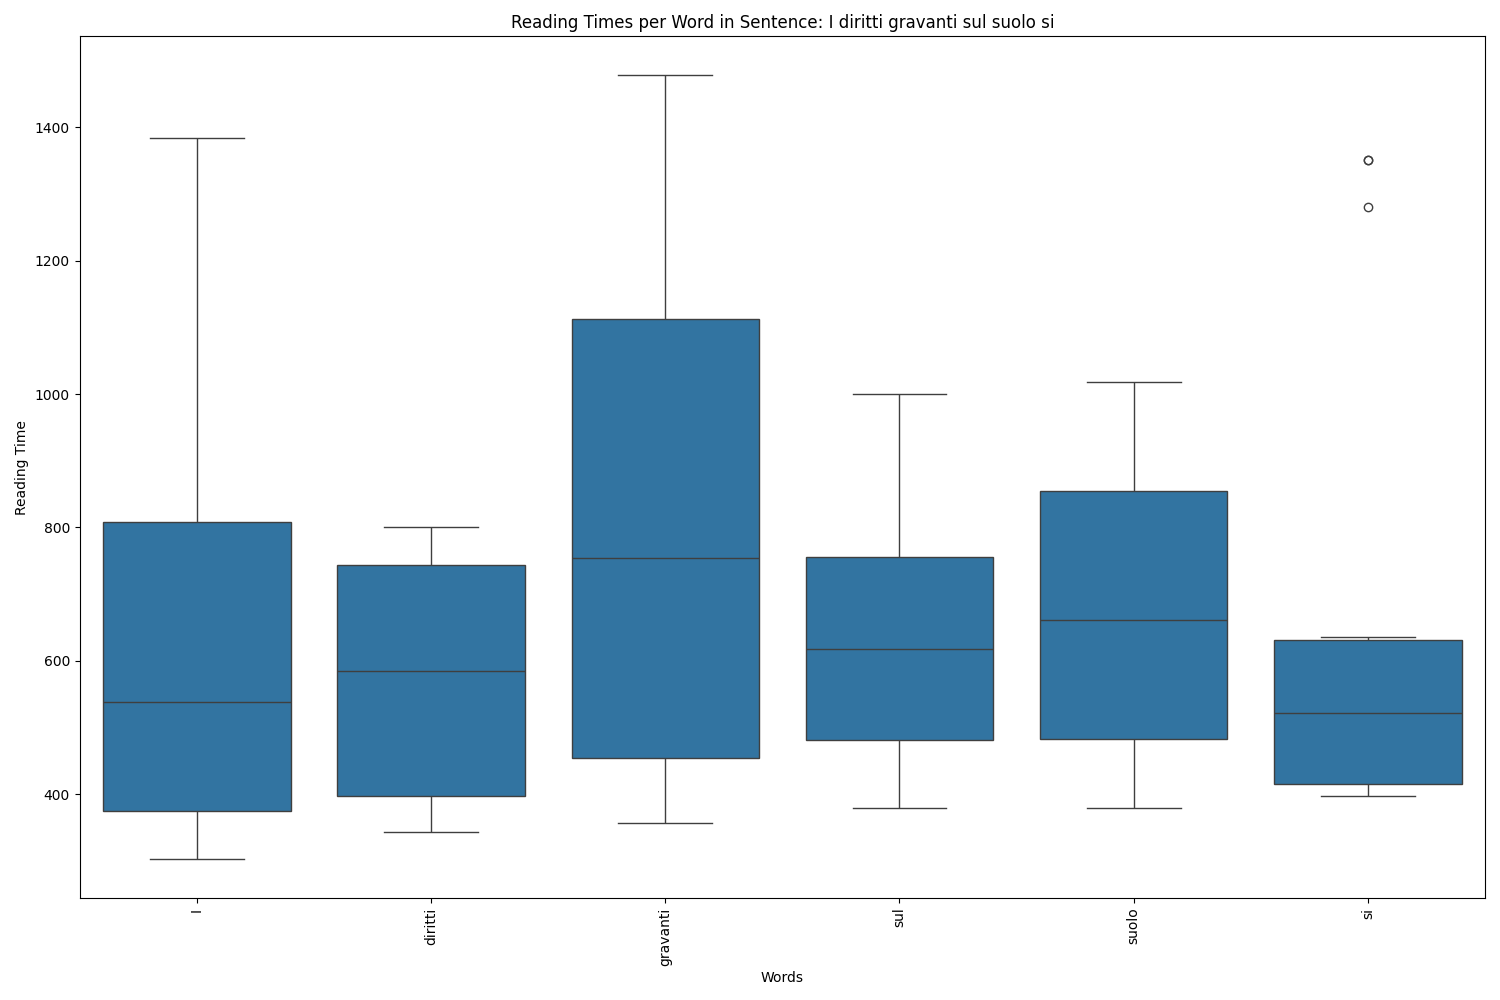 Reading Times per Word in Sentence: I diritti gravanti sul suolo si
Reading Time
1400
1200
1000
800
600
400
I
diritti
gravanti
sul
suolo
si
Words